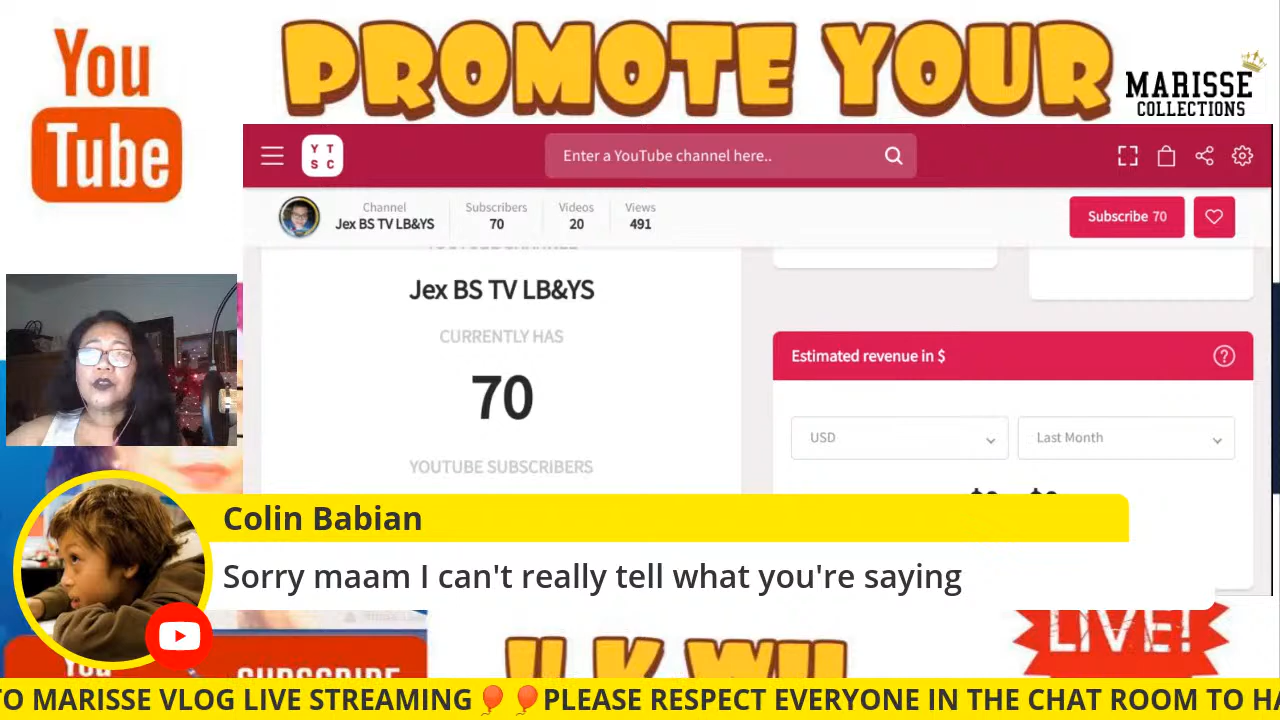 You
Tube
PROMOTE YOUR
MARISSE
COLLECTIONS
Y T
S C
Enter a YouTube channel here..
Channel
Jex BS TV LB&YS
Subscribers
70
Videos
20
Views
491
Subscribe 70
Jex BS TV LB&YS
CURRENTLY HAS
70
YOUTUBE SUBSCRIBERS
Estimated revenue in $
?
USD
Last Month
Colin Babian
Sorry maam I can't really tell what you're saying
You
SUBSCRIBE
LIVE!
TO MARISSE VLOG LIVE STREAMING🎈🎈PLEASE RESPECT EVERYONE IN THE CHAT ROOM TO HA